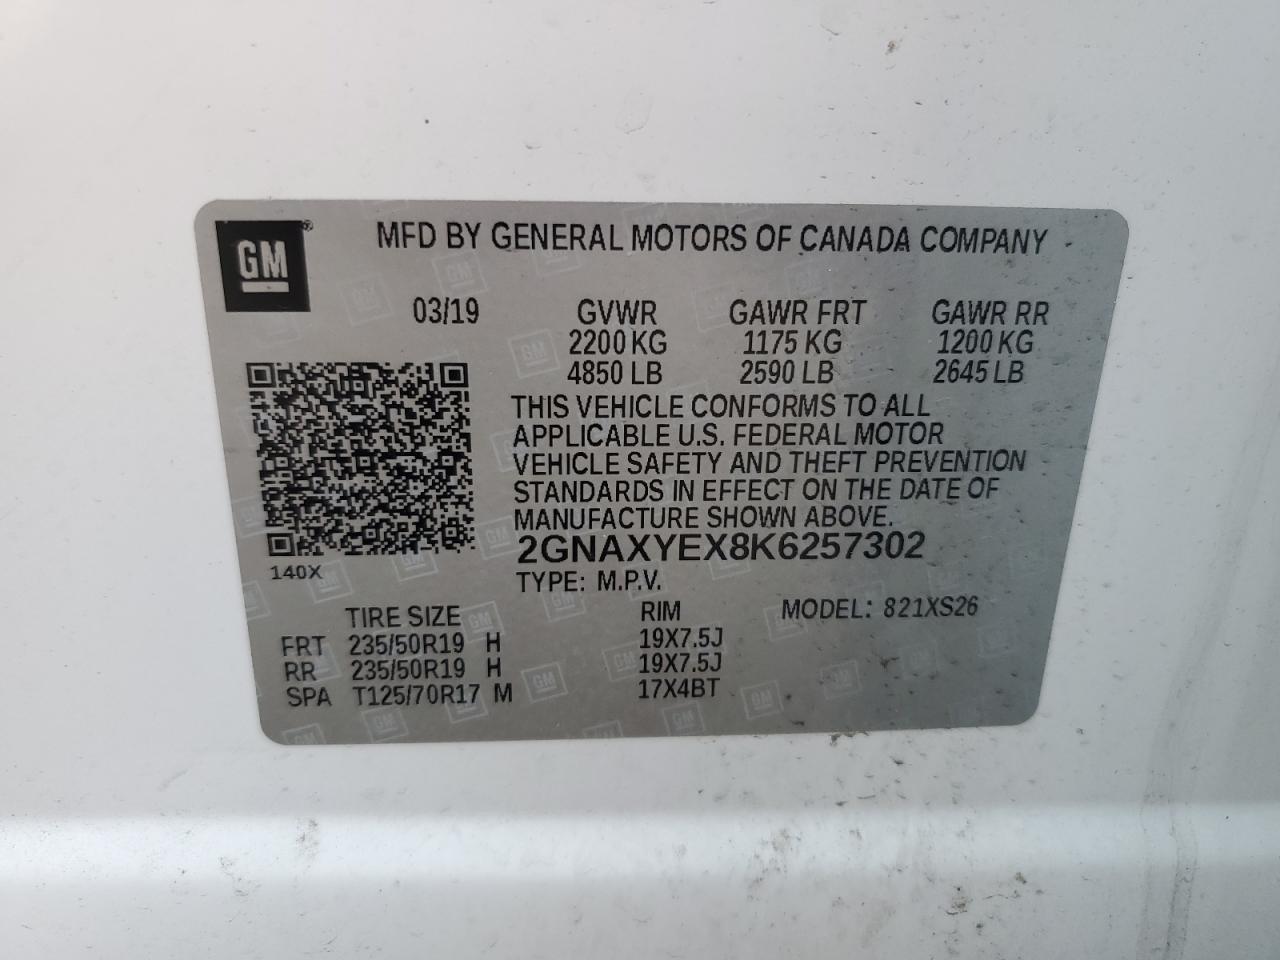 GM®
MFD BY GENERAL MOTORS OF CANADA COMPANY
03/19 GVWR GAWR FRT GAWR RR
2200 KG 1175 KG 1200 KG
4850 LB 2590 LB 2645 LB
THIS VEHICLE CONFORMS TO ALL
APPLICABLE U.S. FEDERAL MOTOR
VEHICLE SAFETY AND THEFT PREVENTION
STANDARDS IN EFFECT ON THE DATE OF
MANUFACTURE SHOWN ABOVE.
2GNAXYEX8K6257302
140X
TYPE: M.P.V.
TIRE SIZE RIM MODEL: 821XS26
FRT 235/50R19 H 19X7.5J
RR 235/50R19 H 19X7.5J
SPA T125/70R17 M 17X4BT